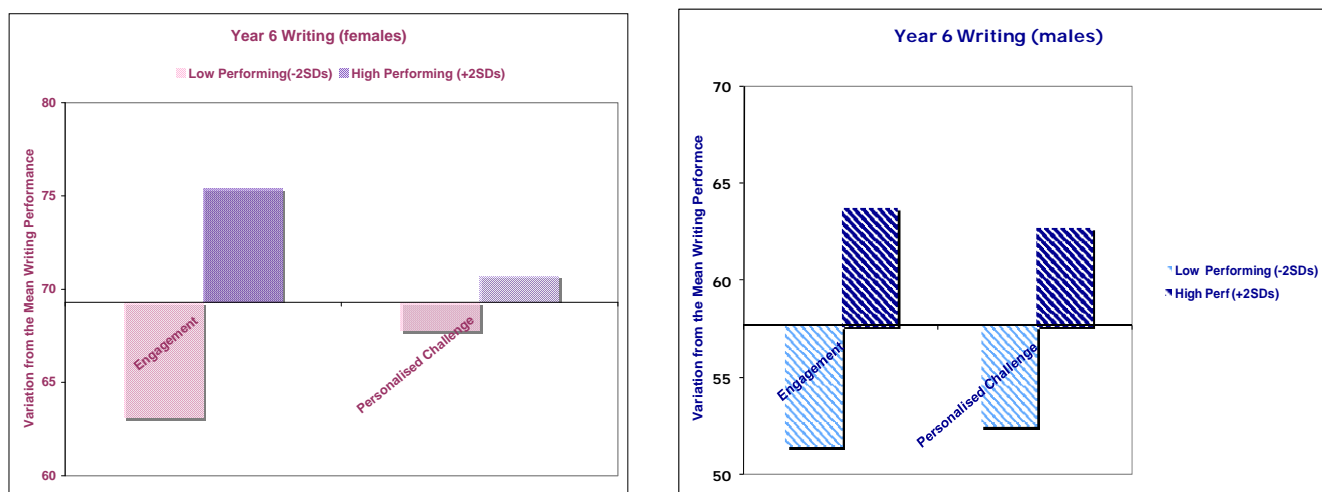 Year 6 Writing (females)
Low Performing(-2SDs) High Performing (+2SDs)
Variation from the Mean Writing Performance
80
75
70
65
60
Engagement
Personalised Challenge
Year 6 Writing (males)
Variation from the Mean Writing Performce
70
65
60
55
50
Engagement
Personalised Challenge
Low Performing (-2SDs)
High Perf (+2SDs)